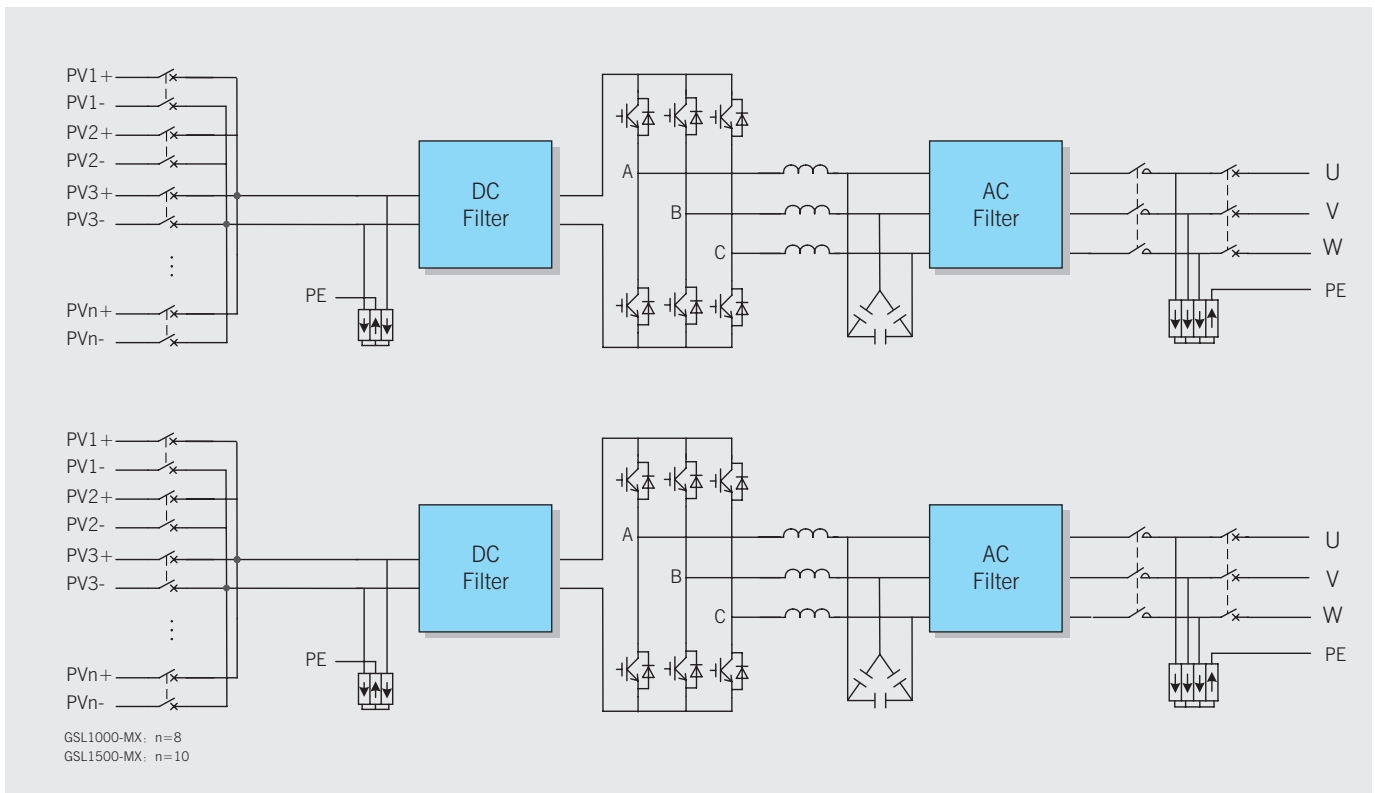 PV1+
PV1-
PV2+
PV2-
PV3+
PV3-
⋮
PVn+
PVn-
PE
DC
Filter
A
B
C
AC
Filter
U
V
W
PE
PV1+
PV1-
PV2+
PV2-
PV3+
PV3-
⋮
PVn+
PVn-
PE
DC
Filter
A
B
C
AC
Filter
U
V
W
PE
GSL1000-MX: n=8
GSL1500-MX: n=10